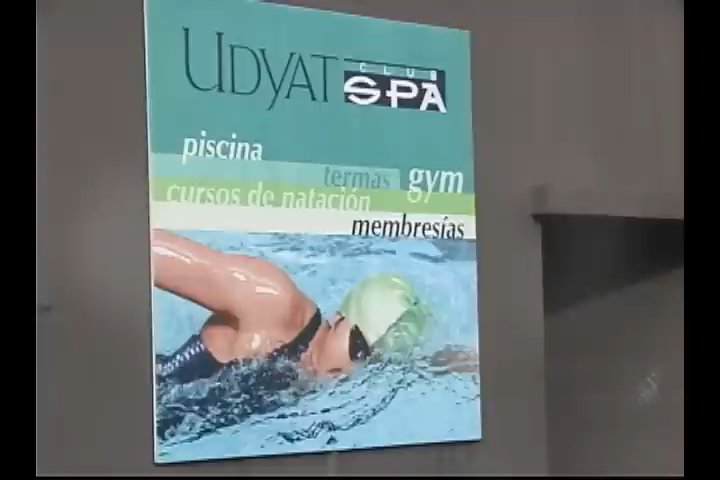 UDYAT CLUB
SPA
piscina
termas gym
cursos de natación
membresías